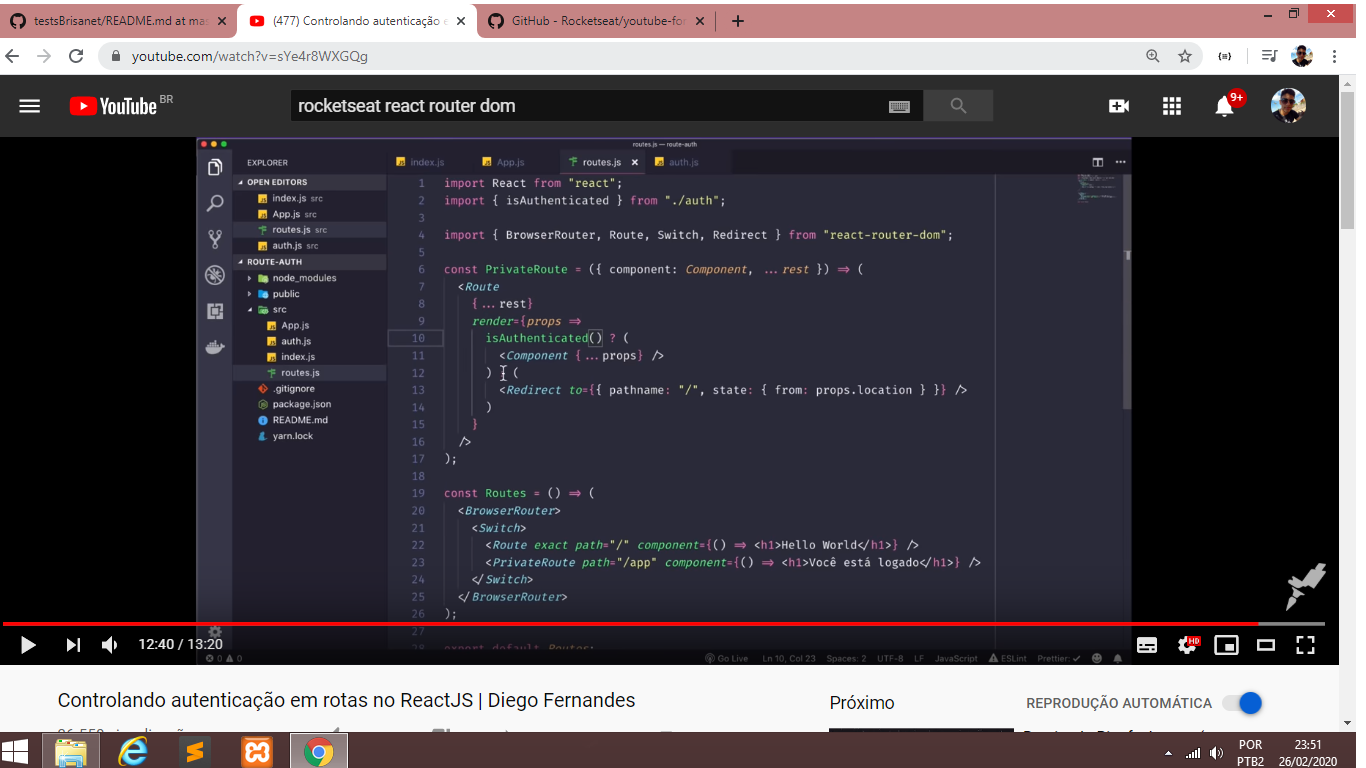 testsBrisanet/README.md at mas
(477) Controlando autenticação e
GitHub - Rocketseat/youtube-for
youtube.com/watch?v=sYe4r8WXGQg
YouTube BR
rocketseat react router dom
9+
routes.js — route-auth
EXPLORER
index.js
App.js
routes.js
auth.js
OPEN EDITORS
index.js src
App.js src
routes.js src
auth.js src
ROUTE-AUTH
node_modules
public
src
App.js
auth.js
index.js
routes.js
.gitignore
package.json
README.md
yarn.lock
1 import React from "react";
2 import { isAuthenticated } from "./auth";
3
4 import { BrowserRouter, Route, Switch, Redirect } from "react-router-dom";
5
6 const PrivateRoute = ({ component: Component, ...rest }) => (
7 <Route
8 {...rest}
9 render={props =>
10 isAuthenticated() ? (
11 <Component {...props} />
12 ) : (
13 <Redirect to={{ pathname: "/", state: { from: props.location } }} />
14 )
15 }
16 />
17 );
18
19 const Routes = () => (
20 <BrowserRouter>
21 <Switch>
22 <Route exact path="/" component={() => <h1>Hello World</h1>} />
23 <PrivateRoute path="/app" component={() => <h1>Você está logado</h1>} />
24 </Switch>
25 </BrowserRouter>
26 );
27
28 export default Routes;
12:40 / 13:20
HD
0 0
Go Live Ln 10, Col 23 Spaces: 2 UTF-8 LF JavaScript ESLint Prettier: ✓
Controlando autenticação em rotas no ReactJS | Diego Fernandes
Próximo
REPRODUÇÃO AUTOMÁTICA
POR
PTB2
23:51
26/02/2020